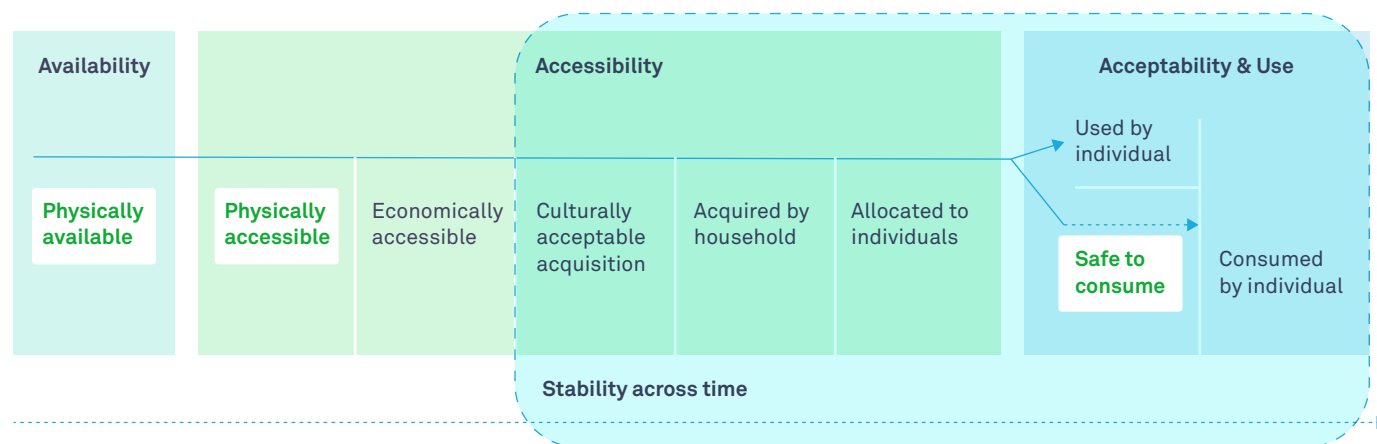 Availability
Accessibility
Acceptability & Use
Used by
individual
Physically
available
Physically
accessible
Economically
accessible
Culturally
acceptable
acquisition
Acquired by
household
Allocated to
individuals
Safe to
consume
Consumed
by individual
Stability across time